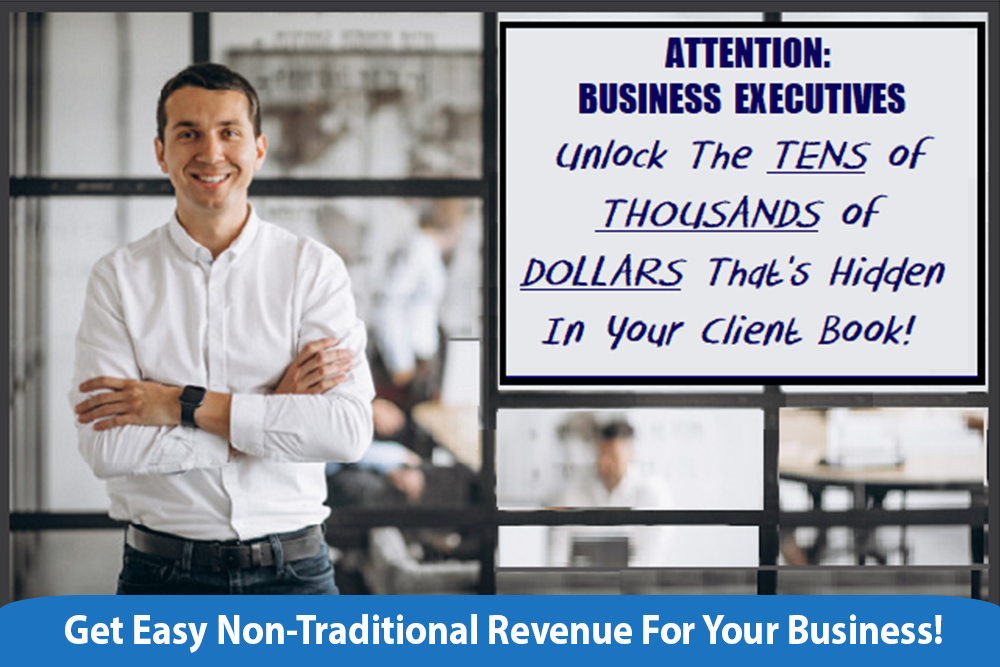 ATTENTION:
BUSINESS EXECUTIVES
Unlock The TENS of
THOUSANDS of
DOLLARS That's Hidden
In Your Client Book!
Get Easy Non-Traditional Revenue For Your Business!